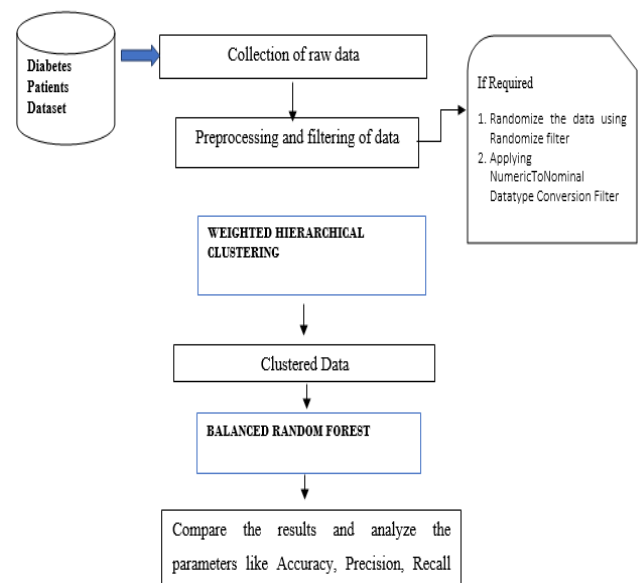 Diabetes
Patients
Dataset
Collection of raw data
Preprocessing and filtering of data
If Required
1. Randomize the data using
Randomize filter
2. Applying
NumericToNominal
Datatype Conversion Filter
WEIGHTED HIERARCHICAL
CLUSTERING
Clustered Data
BALANCED RANDOM FOREST
Compare the results and analyze the
parameters like Accuracy, Precision, Recall